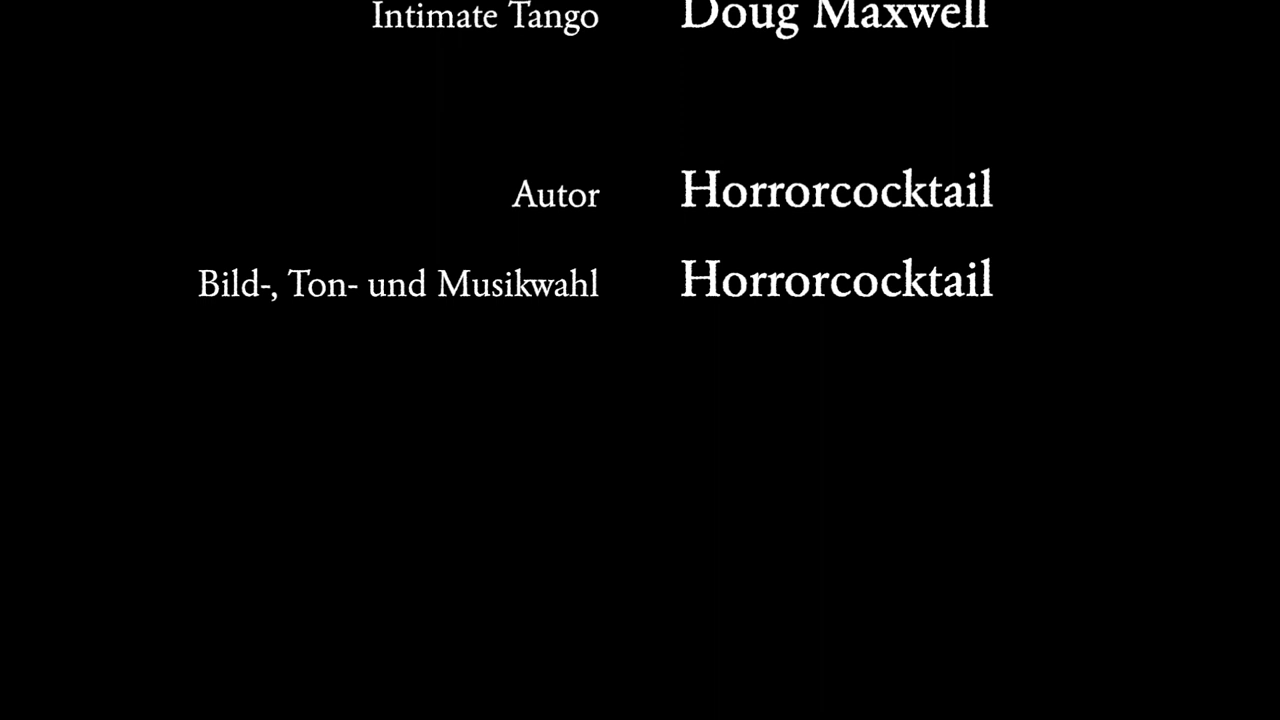 Intimate Tango Doug Maxwell
Autor Horrorcocktail
Bild-, Ton- und Musikwahl Horrorcocktail